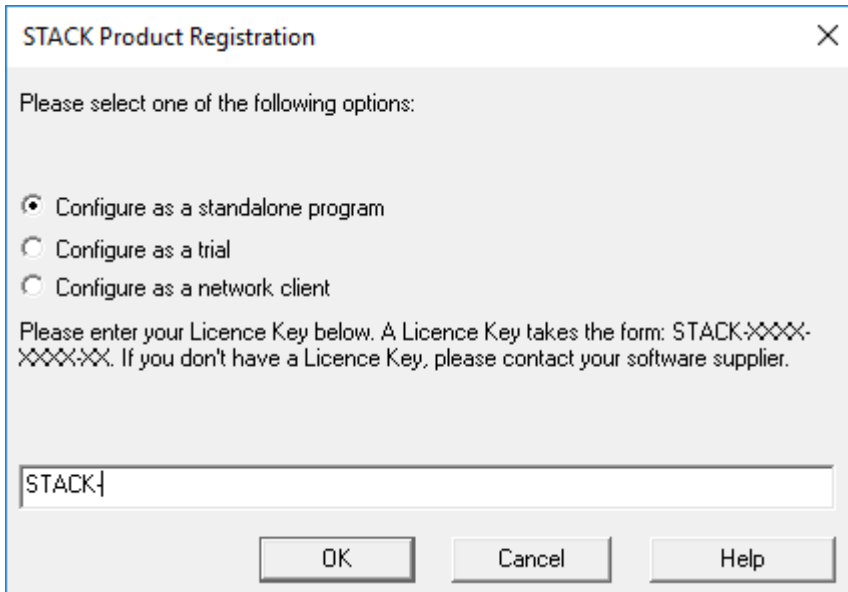 STACK Product Registration
Please select one of the following options:
Configure as a standalone program
Configure as a trial
Configure as a network client
Please enter your Licence Key below. A Licence Key takes the form: STACK-XXXX-
XXXX-XX. If you don't have a Licence Key, please contact your software supplier.
STACK-
OK Cancel Help